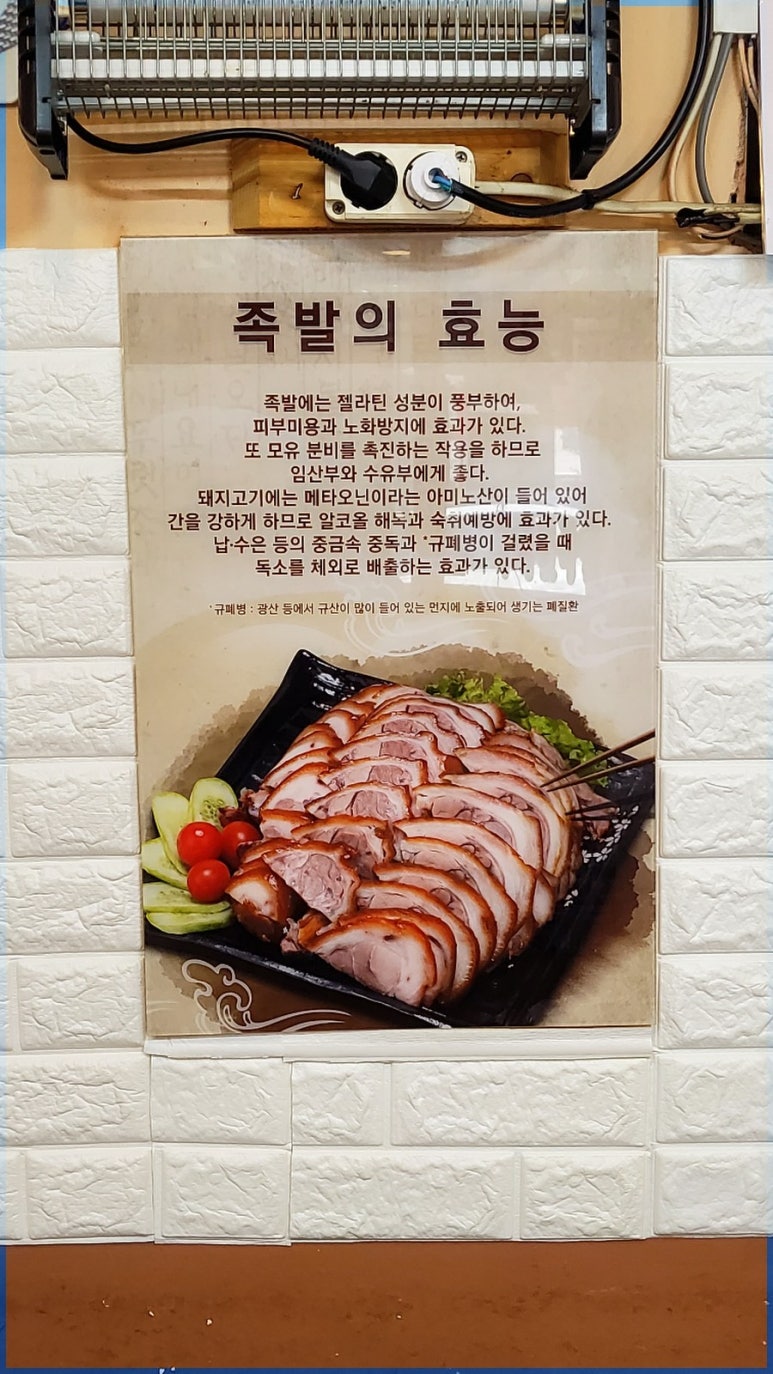 족발의 효능
족발에는 젤라틴 성분이 풍부하여,
피부미용과 노화방지에 효과가 있다.
또 모유 분비를 촉진하는 작용을 하므로
임산부와 수유부에게 좋다.
돼지고기에는 메타오닌이라는 아미노산이 들어 있어
간을 강하게 하므로 알코올 해독과 숙취예방에 효과가 있다.
납·수은 등의 중금속 중독과 *규폐병이 걸렸을 때
독소를 체외로 배출하는 효과가 있다.
*규폐병 : 광산 등에서 규산이 많이 들어 있는 먼지에 노출되어 생기는 폐질환